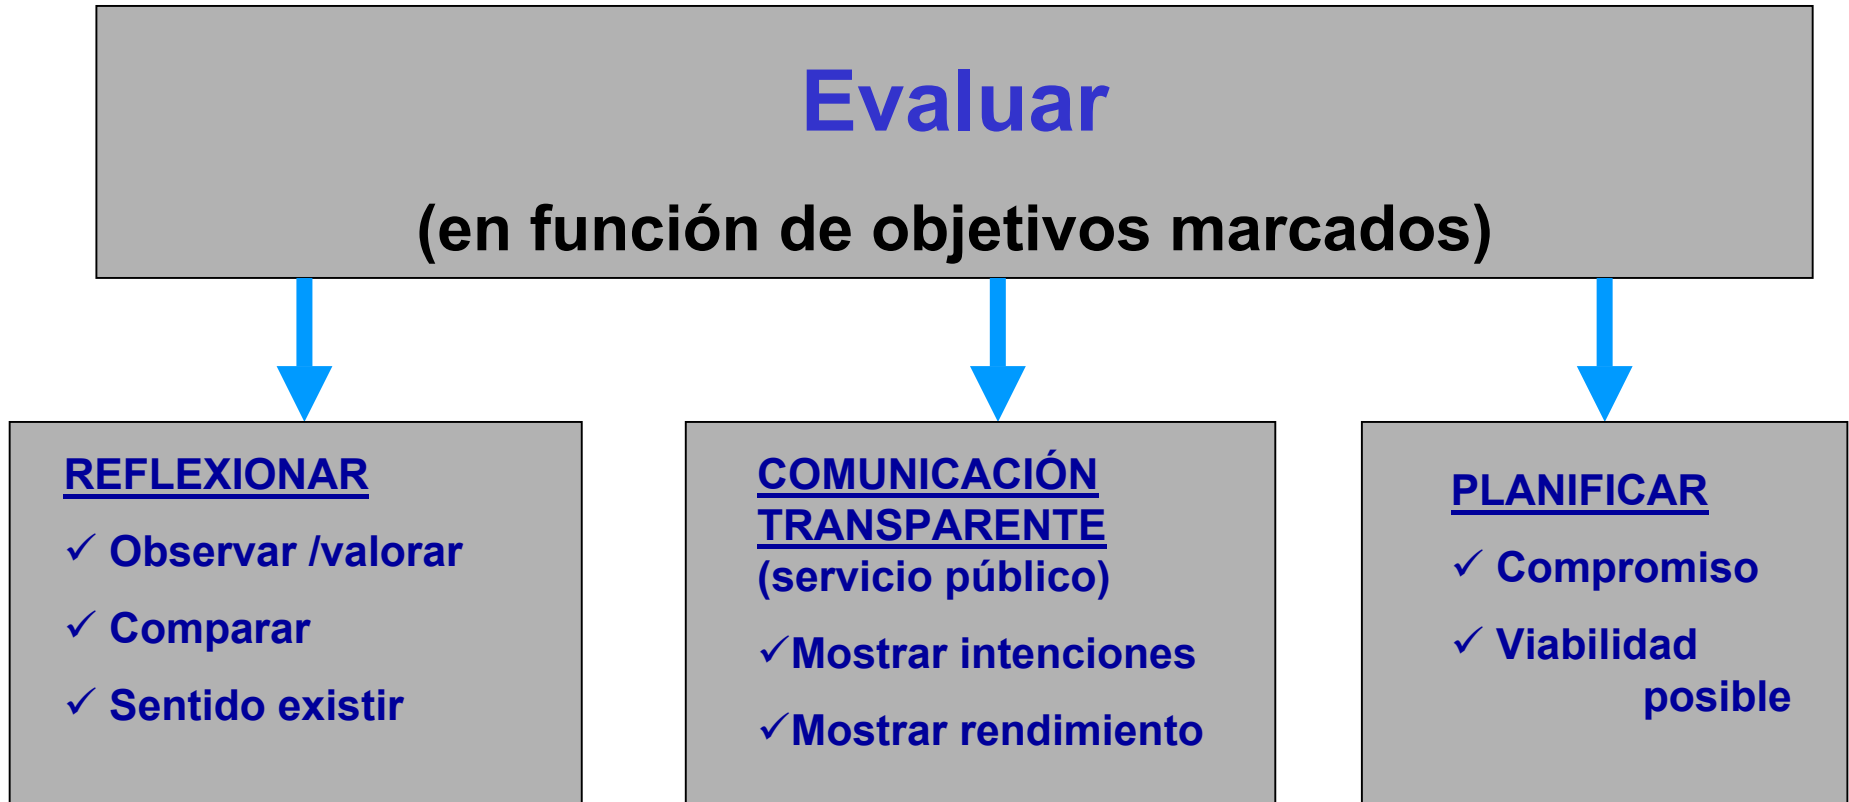 Evaluar
(en función de objetivos marcados)
REFLEXIONAR
✓ Observar /valorar
✓ Comparar
✓ Sentido existir
COMUNICACIÓN
TRANSPARENTE
(servicio público)
✓Mostrar intenciones
✓Mostrar rendimiento
PLANIFICAR
✓ Compromiso
✓ Viabilidad
posible